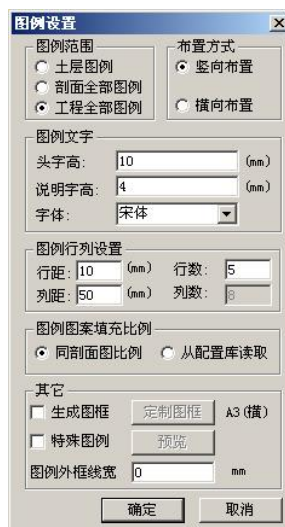 图例设置
图例范围
土层图例
剖面全部图例
工程全部图例
布置方式
竖向布置
横向布置
图例文字
头字高: 10 (mm)
说明字高: 4 (mm)
字体: 宋体
图例行列设置
行距: 10 (mm) 行数: 5
列距: 50 (mm) 列数: 8
图例图案填充比例
同剖面图比例 从配置库读取
其它
生成图框 定制图框 A3(横)
特殊图例 预览
图例外框线宽 0 mm
确定 取消